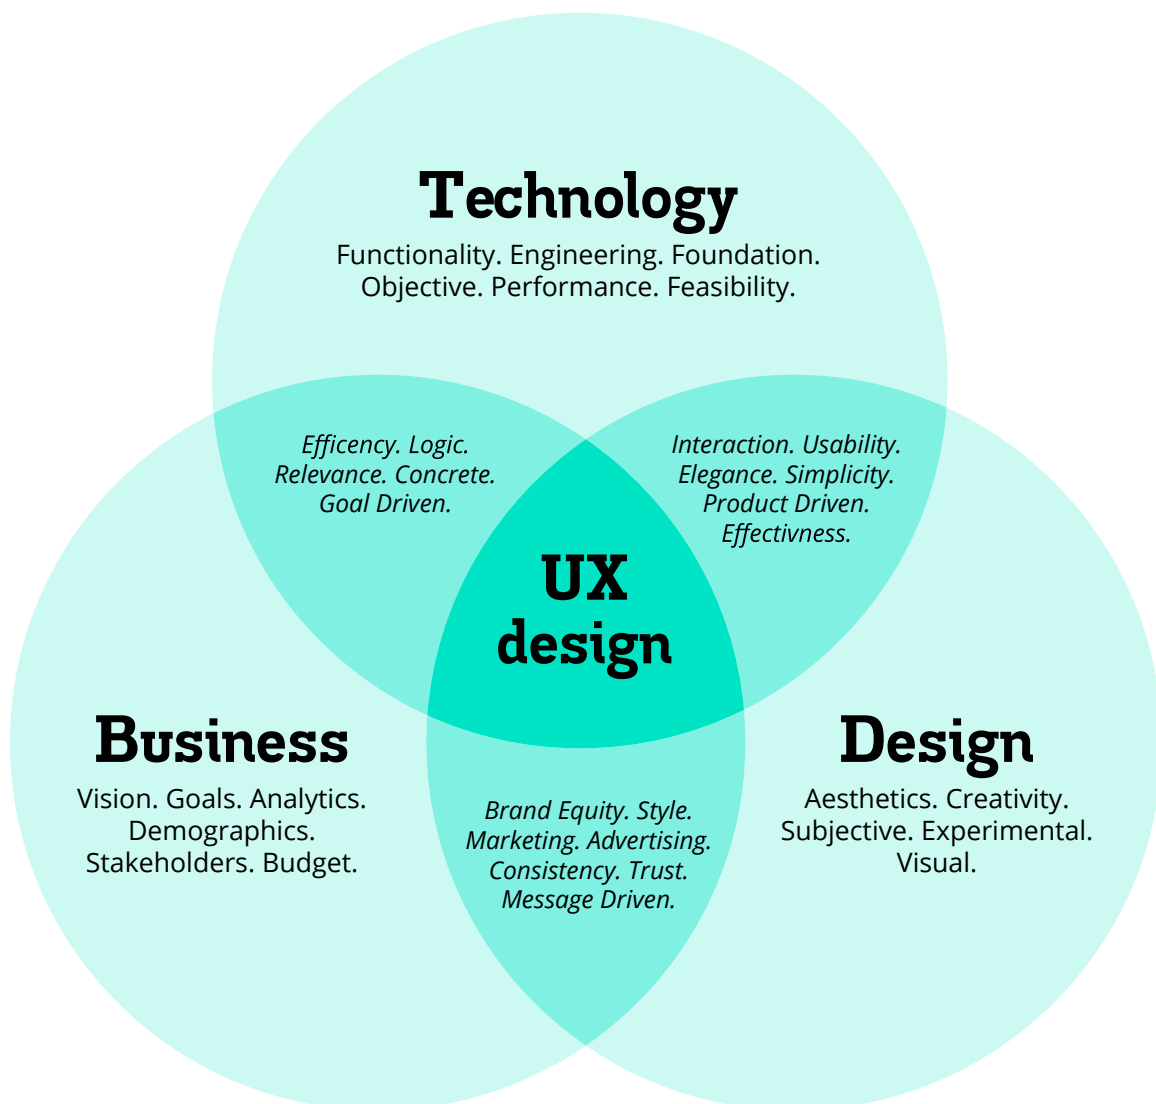 Technology
Functionality. Engineering. Foundation.
Objective. Performance. Feasibility.
Efficency. Logic.
Relevance. Concrete.
Goal Driven.
Interaction. Usability.
Elegance. Simplicity.
Product Driven.
Effectivness.
UX
design
Business
Vision. Goals. Analytics.
Demographics.
Stakeholders. Budget.
Brand Equity. Style.
Marketing. Advertising.
Consistency. Trust.
Message Driven.
Design
Aesthetics. Creativity.
Subjective. Experimental.
Visual.